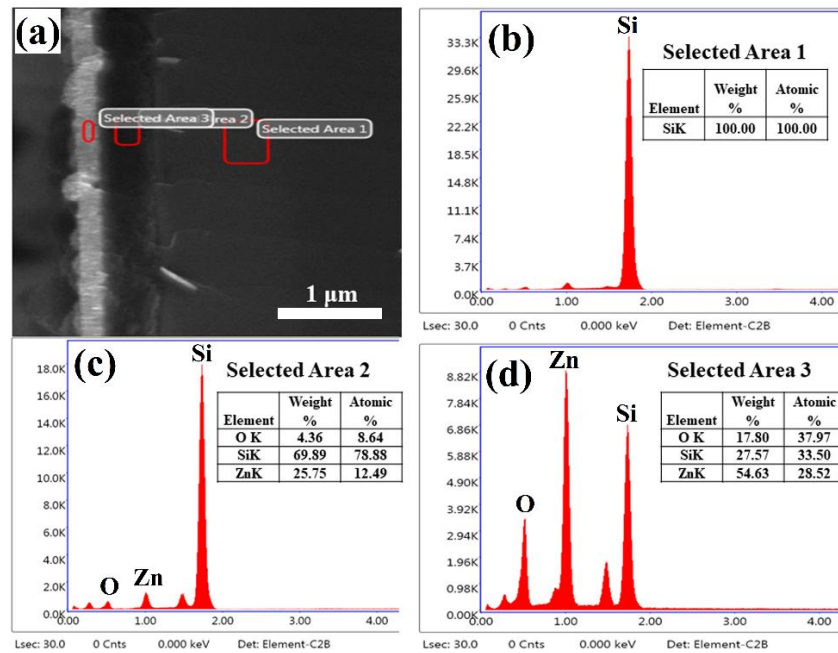 (a)
Selected Area 3
rea 2
Selected Area 1
1 μm
(b)
Si
Selected Area 1
Element Weight % Atomic %
SiK 100.00 100.00
33.3K
29.6K
25.9K
22.2K
18.5K
14.8K
11.1K
7.4K
3.7K
0.0K
0.00 1.00 2.00 3.00 4.00
Lsec: 30.0 0 Cnts 0.000 keV Det: Element-C2B
(c)
Si
Selected Area 2
Element Weight % Atomic %
O K 4.36 8.64
SiK 69.89 78.88
ZnK 25.75 12.49
18.0K
16.0K
14.0K
12.0K
10.0K
8.0K
6.0K
4.0K
2.0K
0.0K
O
Zn
0.00 1.00 2.00 3.00 4.00
Lsec: 30.0 0 Cnts 0.000 keV Det: Element-C2B
(d)
Zn
Si
O
Selected Area 3
Element Weight % Atomic %
O K 17.80 37.97
SiK 27.57 33.50
ZnK 54.63 28.52
8.82K
7.84K
6.86K
5.88K
4.90K
3.92K
2.94K
1.96K
0.98K
0.00K
0.00 1.00 2.00 3.00 4.00
Lsec: 30.0 0 Cnts 0.000 keV Det: Element-C2B